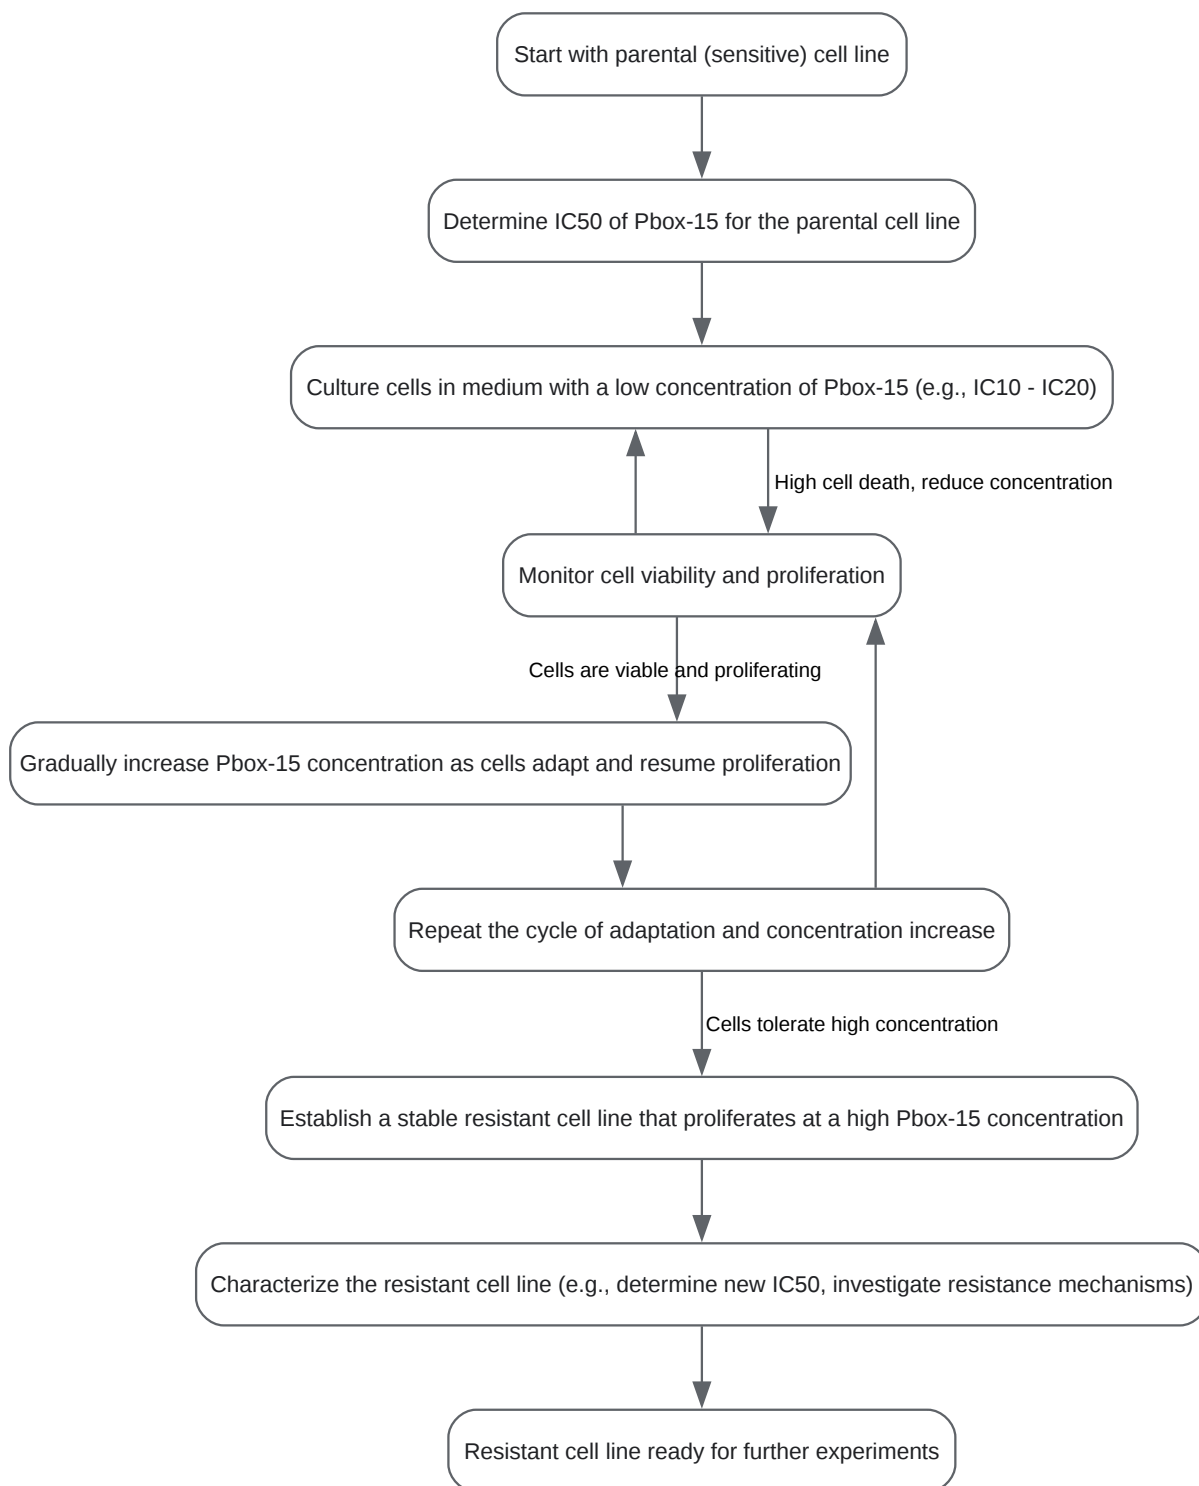 Start with parental (sensitive) cell line
Determine IC50 of Pbox-15 for the parental cell line
Culture cells in medium with a low concentration of Pbox-15 (e.g., IC10 - IC20)
High cell death, reduce concentration
Monitor cell viability and proliferation
Cells are viable and proliferating
Gradually increase Pbox-15 concentration as cells adapt and resume proliferation
Repeat the cycle of adaptation and concentration increase
Cells tolerate high concentration
Establish a stable resistant cell line that proliferates at a high Pbox-15 concentration
Characterize the resistant cell line (e.g., determine new IC50, investigate resistance mechanisms)
Resistant cell line ready for further experiments